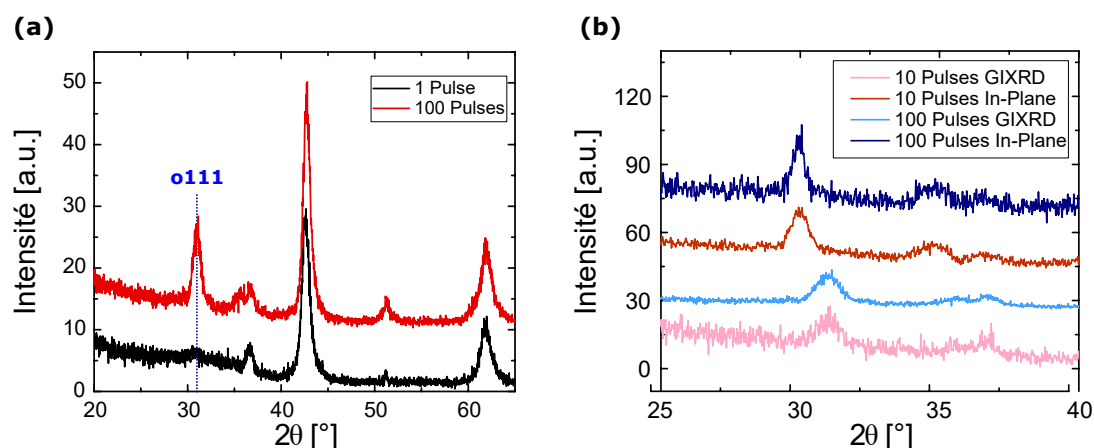 (a)
(b)
Intensité [a.u.]
50
40
30
20
10
0
1 Pulse
100 Pulses
o111
20
30
40
50
60
2θ [°]
Intensité [a.u.]
120
90
60
30
0
10 Pulses GIXRD
10 Pulses In-Plane
100 Pulses GIXRD
100 Pulses In-Plane
25
30
35
40
2θ [°]